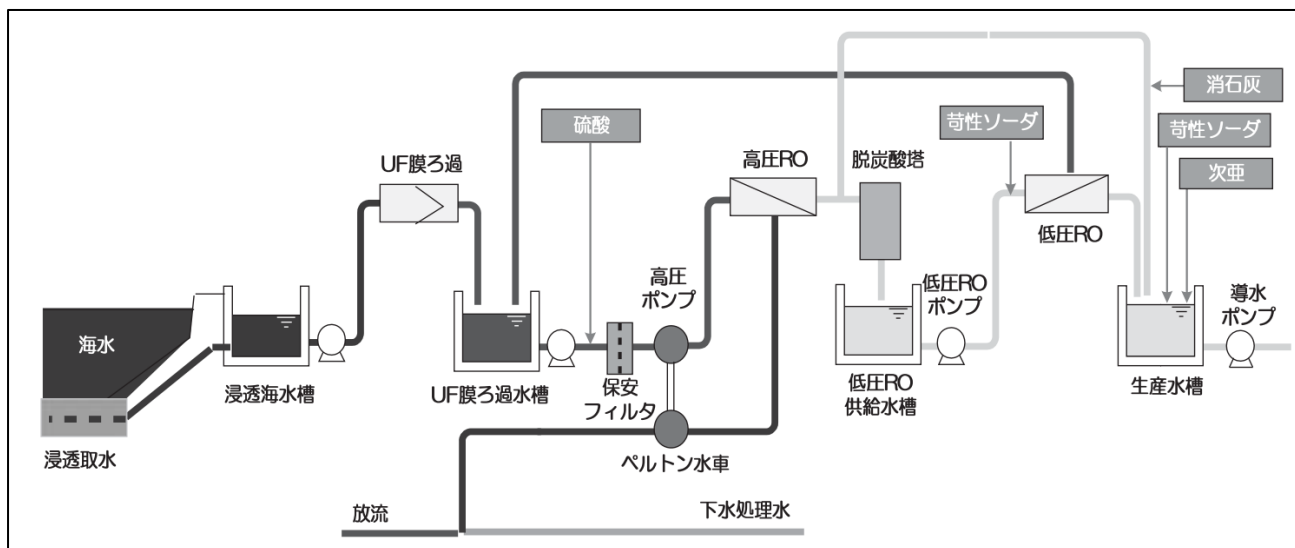 消石灰
硫酸
苛性ソーダ
苛性ソーダ
UF膜ろ過
高圧RO
脱炭酸塔
次亜
低圧RO
高圧
ポンプ
低圧RO
ポンプ
導水
ポンプ
海水
浸透海水槽
UF膜ろ過水槽
保安
フィルタ
低圧RO
供給水槽
生産水槽
浸透取水
ペルトン水車
放流
下水処理水